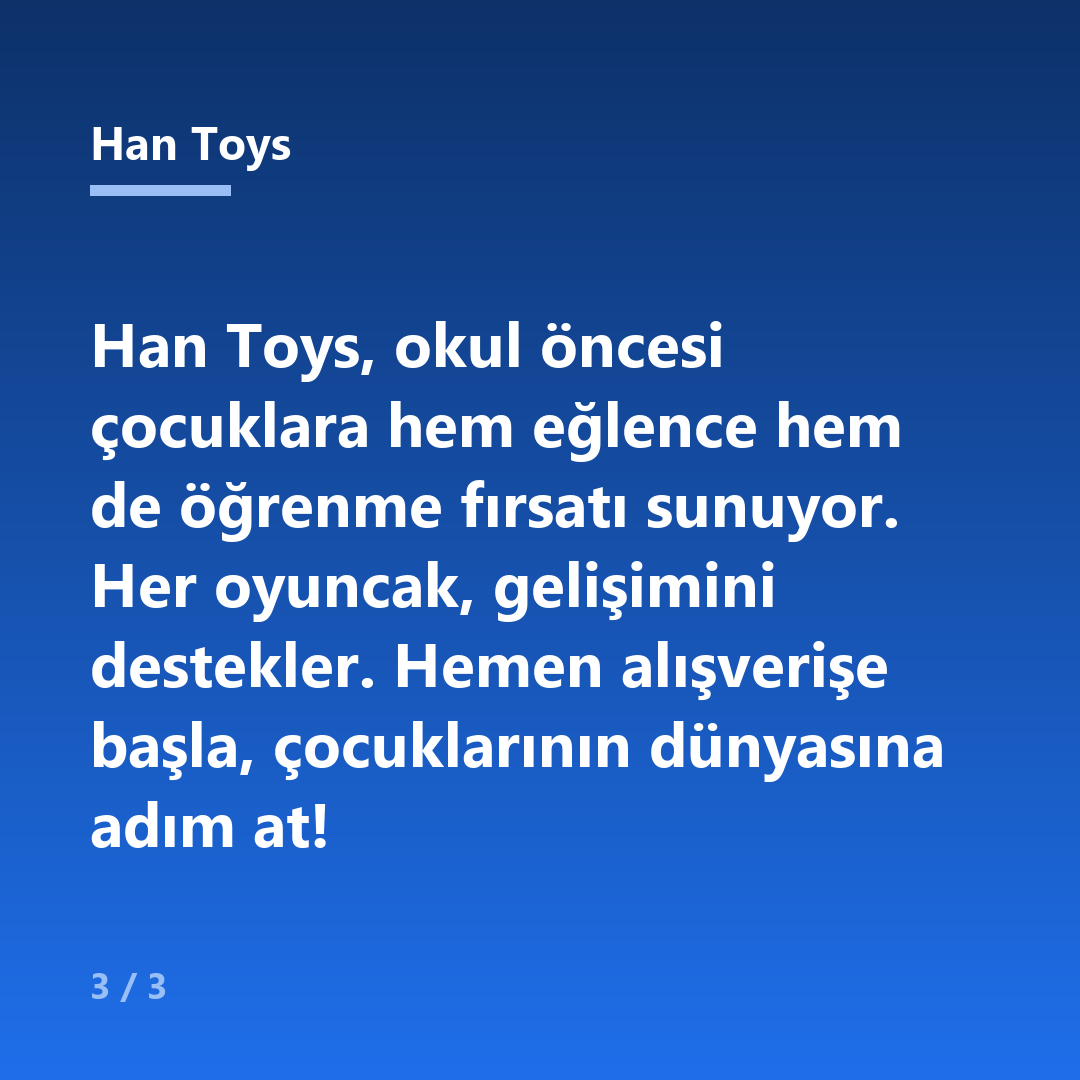 Han Toys
Han Toys, okul öncesi
çocuklara hem eğlence hem
de öğrenme fırsatı sunuyor.
Her oyuncak, gelişimini
destekler. Hemen alışverişe
başla, çocuklarının dünyasına
adım at!
3 / 3